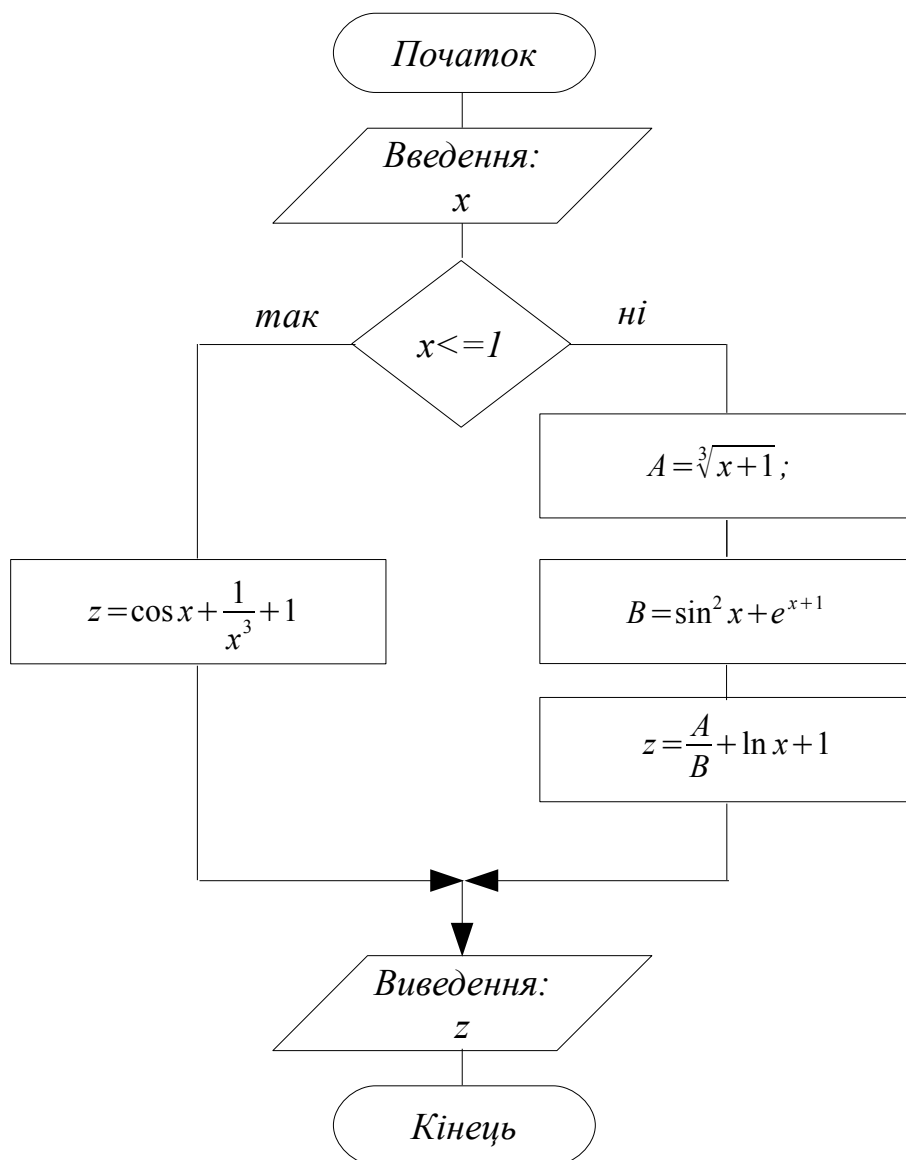 Початок
Введення:
x
так
ні
x<=1
A=∛(x+1);
z=cos x+1/x³+1
B=sin² x+e^(x+1)
z=A/B+ln x+1
Виведення:
z
Кінець